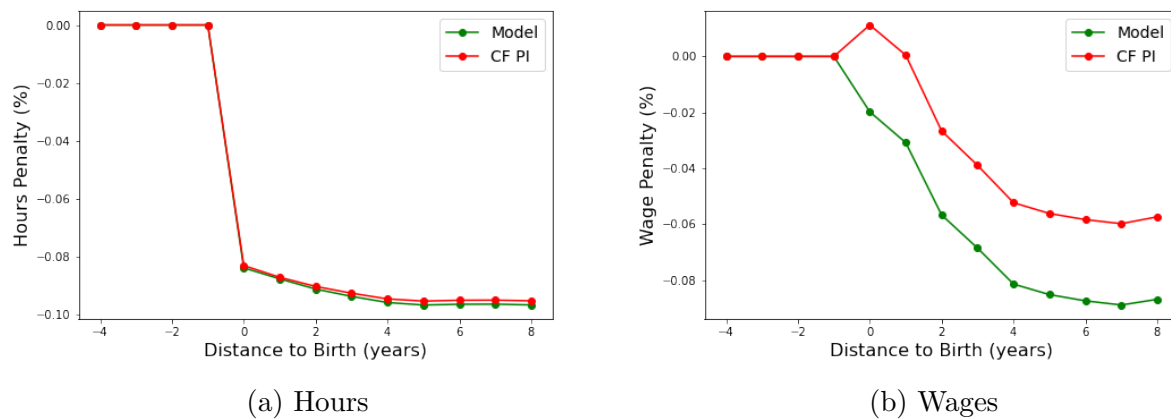 0.00
−0.02
−0.04
−0.06
−0.08
−0.10
Hours Penalty (%)
Model
CF PI
−4
−2
0
2
4
6
8
Distance to Birth (years)
(a) Hours
0.00
−0.02
−0.04
−0.06
−0.08
Wage Penalty (%)
Model
CF PI
−4
−2
0
2
4
6
8
Distance to Birth (years)
(b) Wages